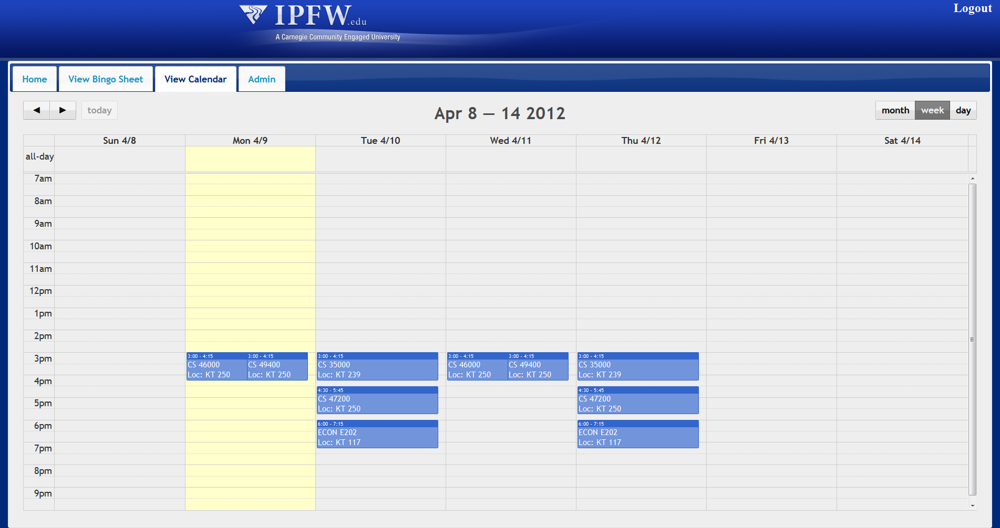 Logout
IPFW.edu
A Carnegie Community Engaged University
Home View Bingo Sheet View Calendar Admin
today Apr 8 — 14 2012 month week day
Sun 4/8 Mon 4/9 Tue 4/10 Wed 4/11 Thu 4/12 Fri 4/13 Sat 4/14
all-day
7am
8am
9am
10am
11am
12pm
1pm
2pm
3pm
3:00 - 4:15 3:00 - 4:15 3:00 - 4:15 3:00 - 4:15 3:00 - 4:15 3:00 - 4:15
CS 46000 CS 49400 CS 35000 CS 46000 CS 49400 CS 35000
Loc: KT 250 Loc: KT 250 Loc: KT 239 Loc: KT 250 Loc: KT 250 Loc: KT 239
4pm
4:30 - 5:45 4:30 - 5:45
CS 47200 CS 47200
5pm
Loc: KT 250 Loc: KT 250
6pm
6:00 - 7:15 6:00 - 7:15
ECON E202 ECON E202
Loc: KT 117 Loc: KT 117
7pm
8pm
9pm